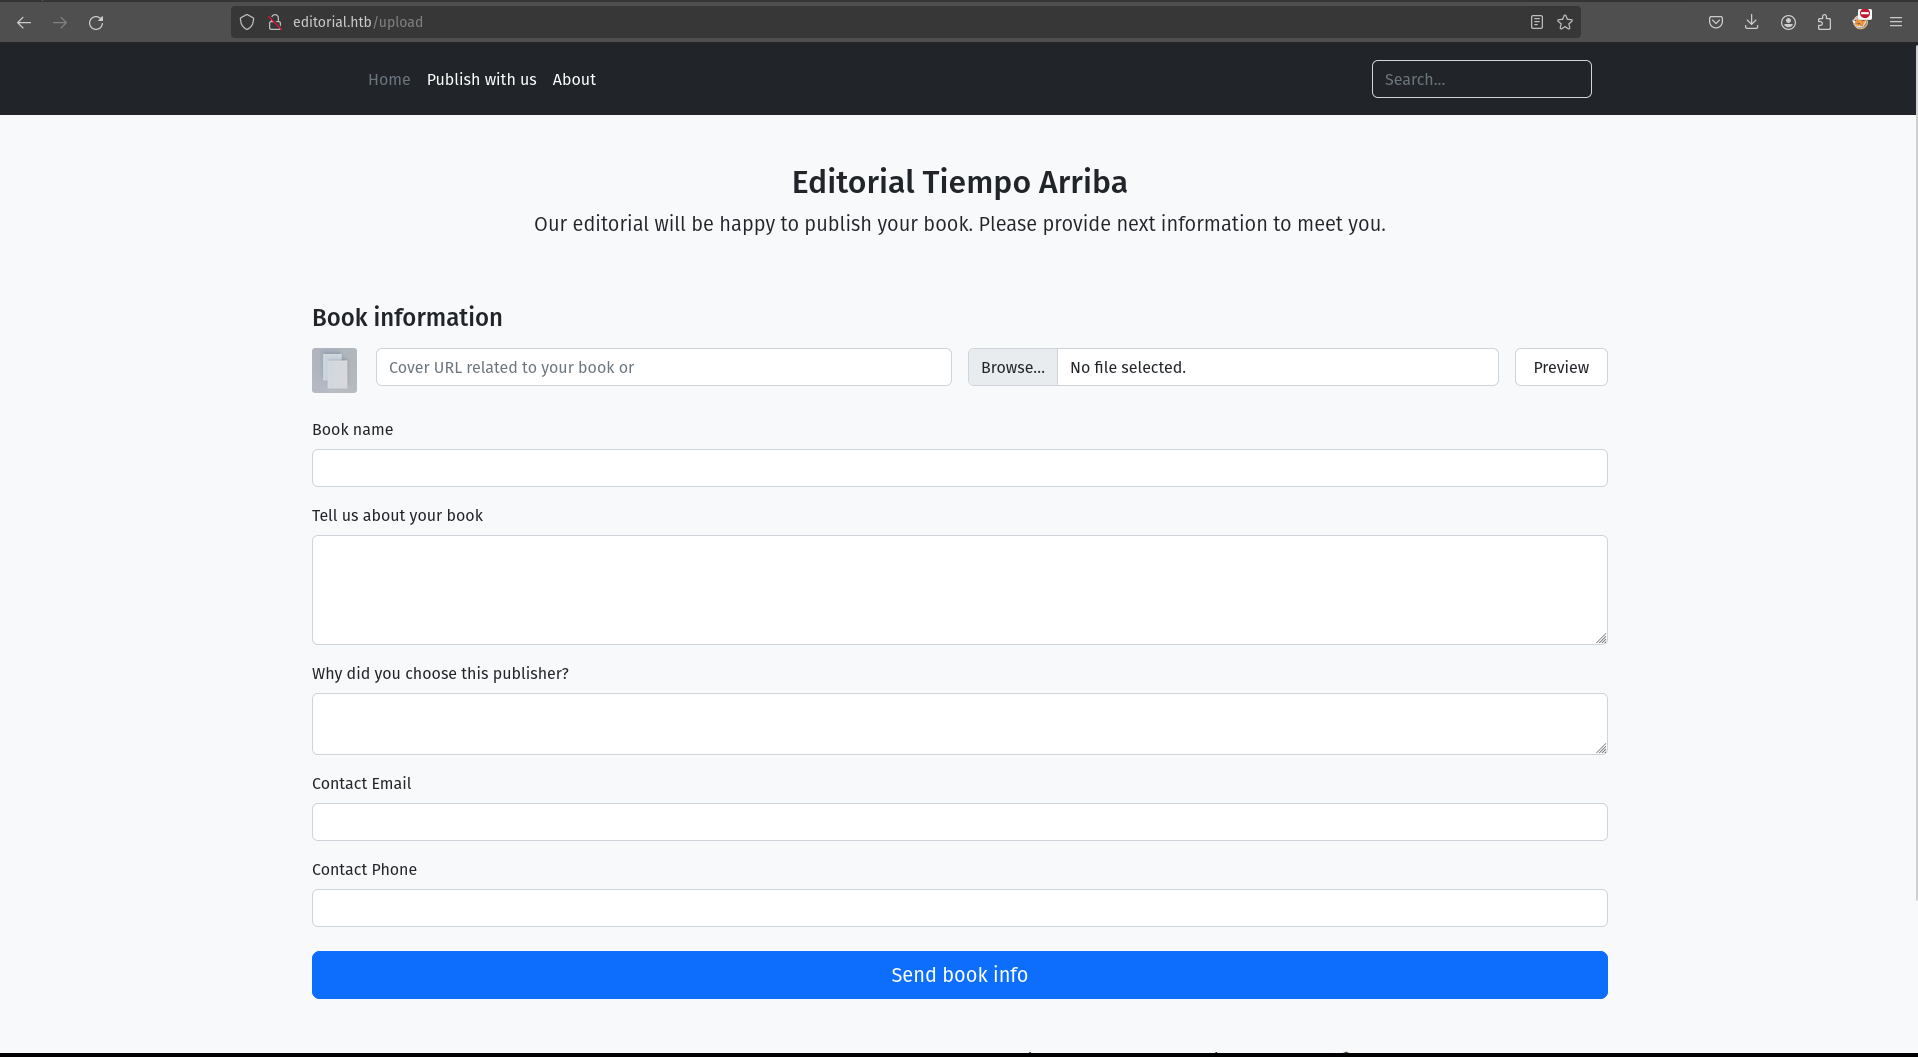 editorial.htb/upload
Home Publish with us About Search...
Editorial Tiempo Arriba
Our editorial will be happy to publish your book. Please provide next information to meet you.
Book information
Cover URL related to your book or Browse... No file selected. Preview
Book name
Tell us about your book
Why did you choose this publisher?
Contact Email
Contact Phone
Send book info